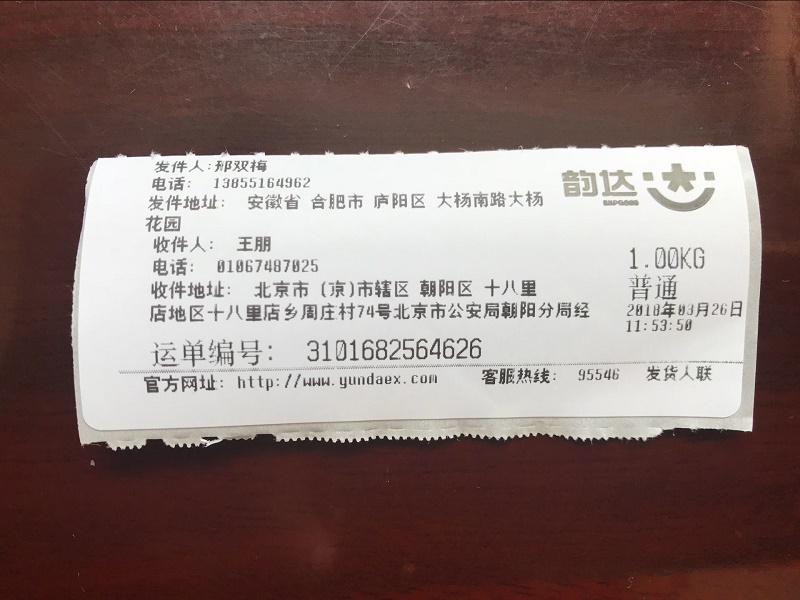 发件人:邢双梅
电话: 13855164962
发件地址: 安徽省 合肥市 庐阳区 大杨南路大杨
花园
韵达
EXPRESS
收件人: 王朋
电话: 01067487025
收件地址: 北京市 (京)市辖区 朝阳区 十八里
店地区十八里店乡周庄村74号北京市公安局朝阳分局经
1.00KG
普通
2018年03月26日
11:53:50
运单编号: 3101682564626
官方网址: http://www.yundaex.com 客服热线: 95546 发货人联